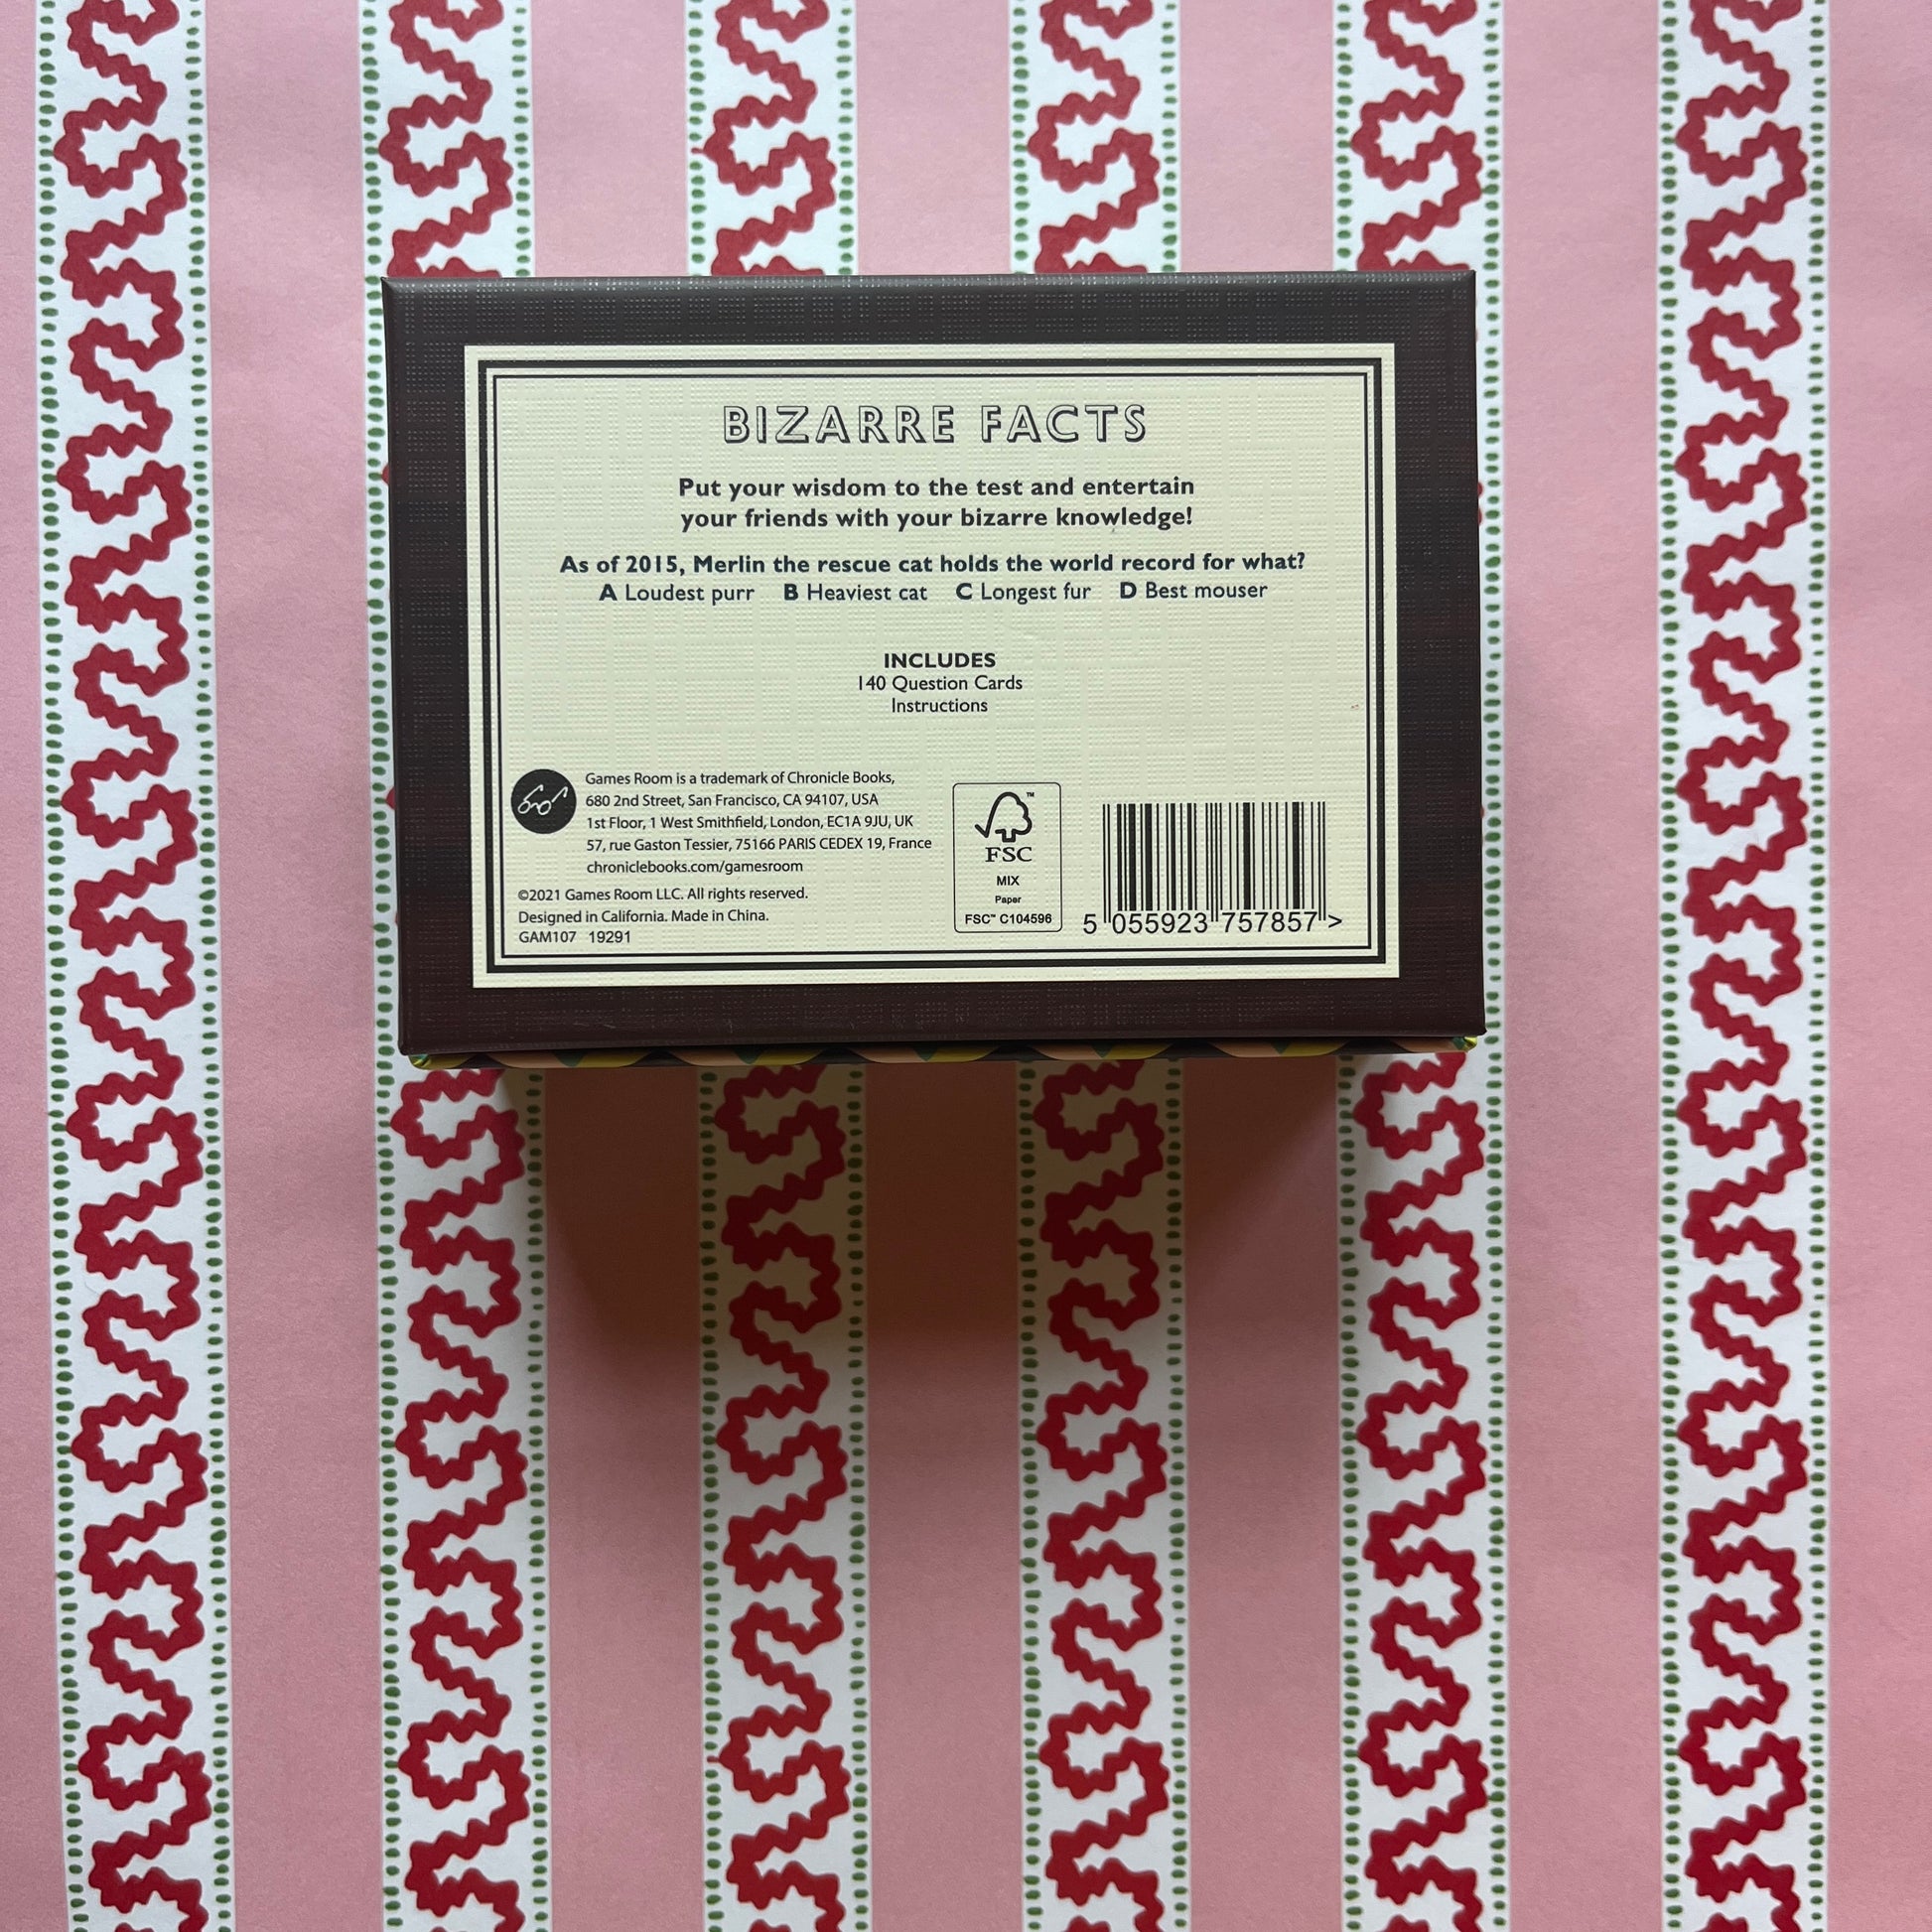 BIZARRE FACTS
Put your wisdom to the test and entertain
your friends with your bizarre knowledge!
As of 2015, Merlin the rescue cat holds the world record for what?
A Loudest purr B Heaviest cat C Longest fur D Best mouser
INCLUDES
140 Question Cards
Instructions
Games Room is a trademark of Chronicle Books,
680 2nd Street, San Francisco, CA 94107, USA
1st Floor, 1 West Smithfield, London, EC1A 9JU, UK
57, rue Gaston Tessier, 75166 PARIS CEDEX 19, France
chroniclebooks.com/gamesroom
©2021 Games Room LLC. All rights reserved.
Designed in California. Made in China.
GAM107 19291
™
FSC
MIX
Paper
FSC™ C104596
5 055923 757857 >